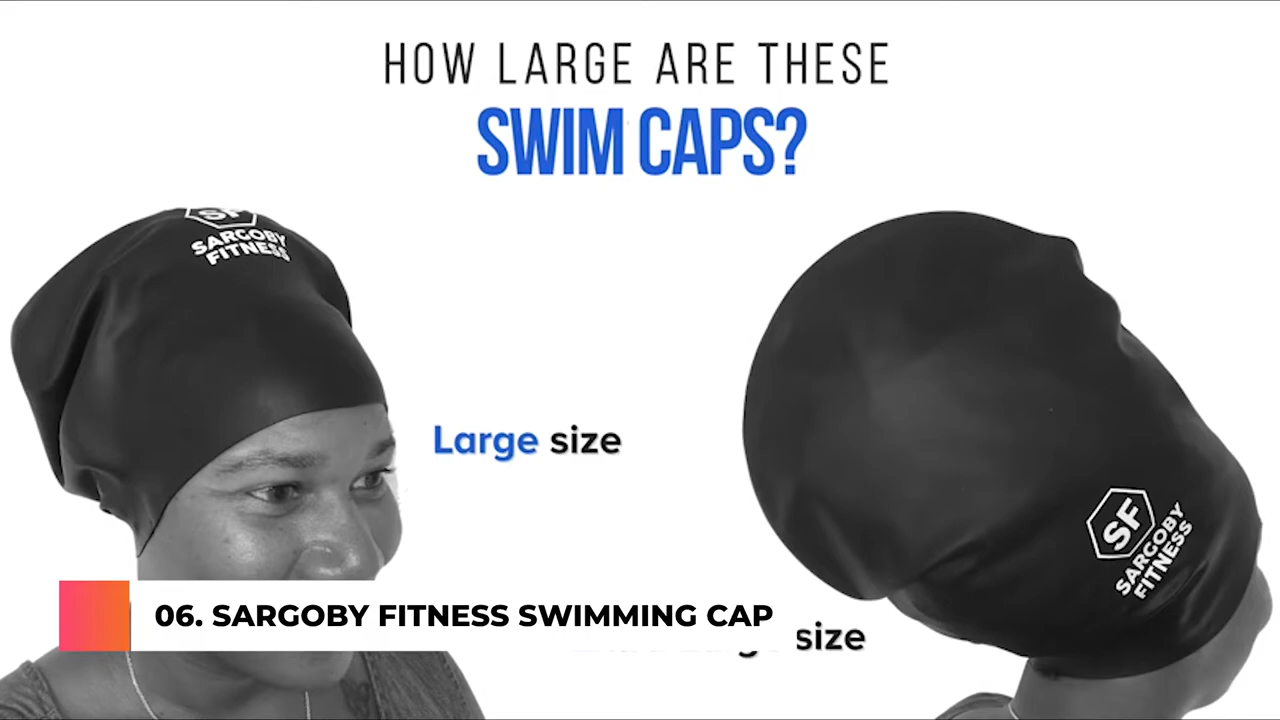 HOW LARGE ARE THESE
SWIM CAPS?
SF
SARGOBY
FITNESS
Large size
SF
SARGOBY
FITNESS
06. SARGOBY FITNESS SWIMMING CAP
size